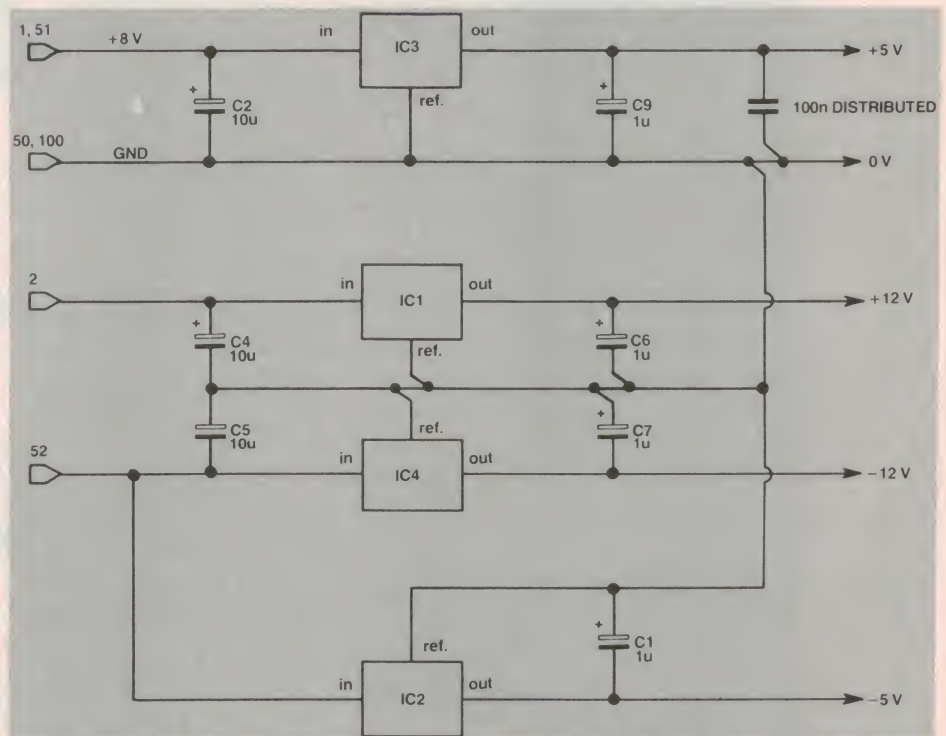 1, 51
+8 V
in
IC3
out
+5 V
+
C2
10u
ref.
+
C9
1u
100n DISTRIBUTED
50, 100
GND
0 V
2
in
IC1
out
+12 V
+
C4
10u
ref.
+
C6
1u
C5
10u
ref.
+
C7
1u
52
in
IC4
out
−12 V
ref.
+
C1
1u
in
IC2
out
−5 V